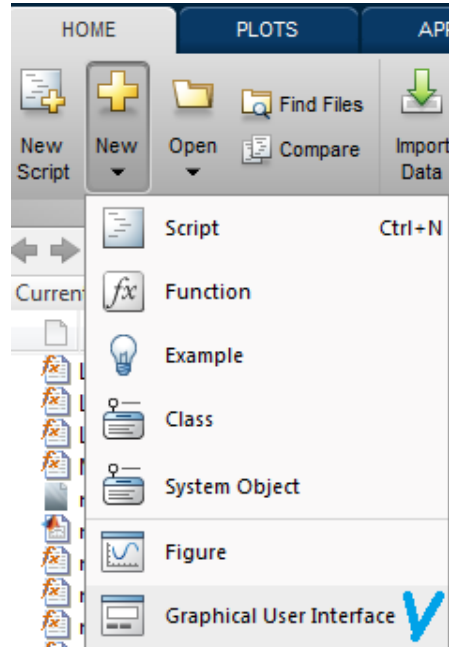 HOME PLOTS
New Script
New
Open
Find Files
Compare
Import Data
Script Ctrl+N
Function
Example
Class
System Object
Figure
Graphical User Interface